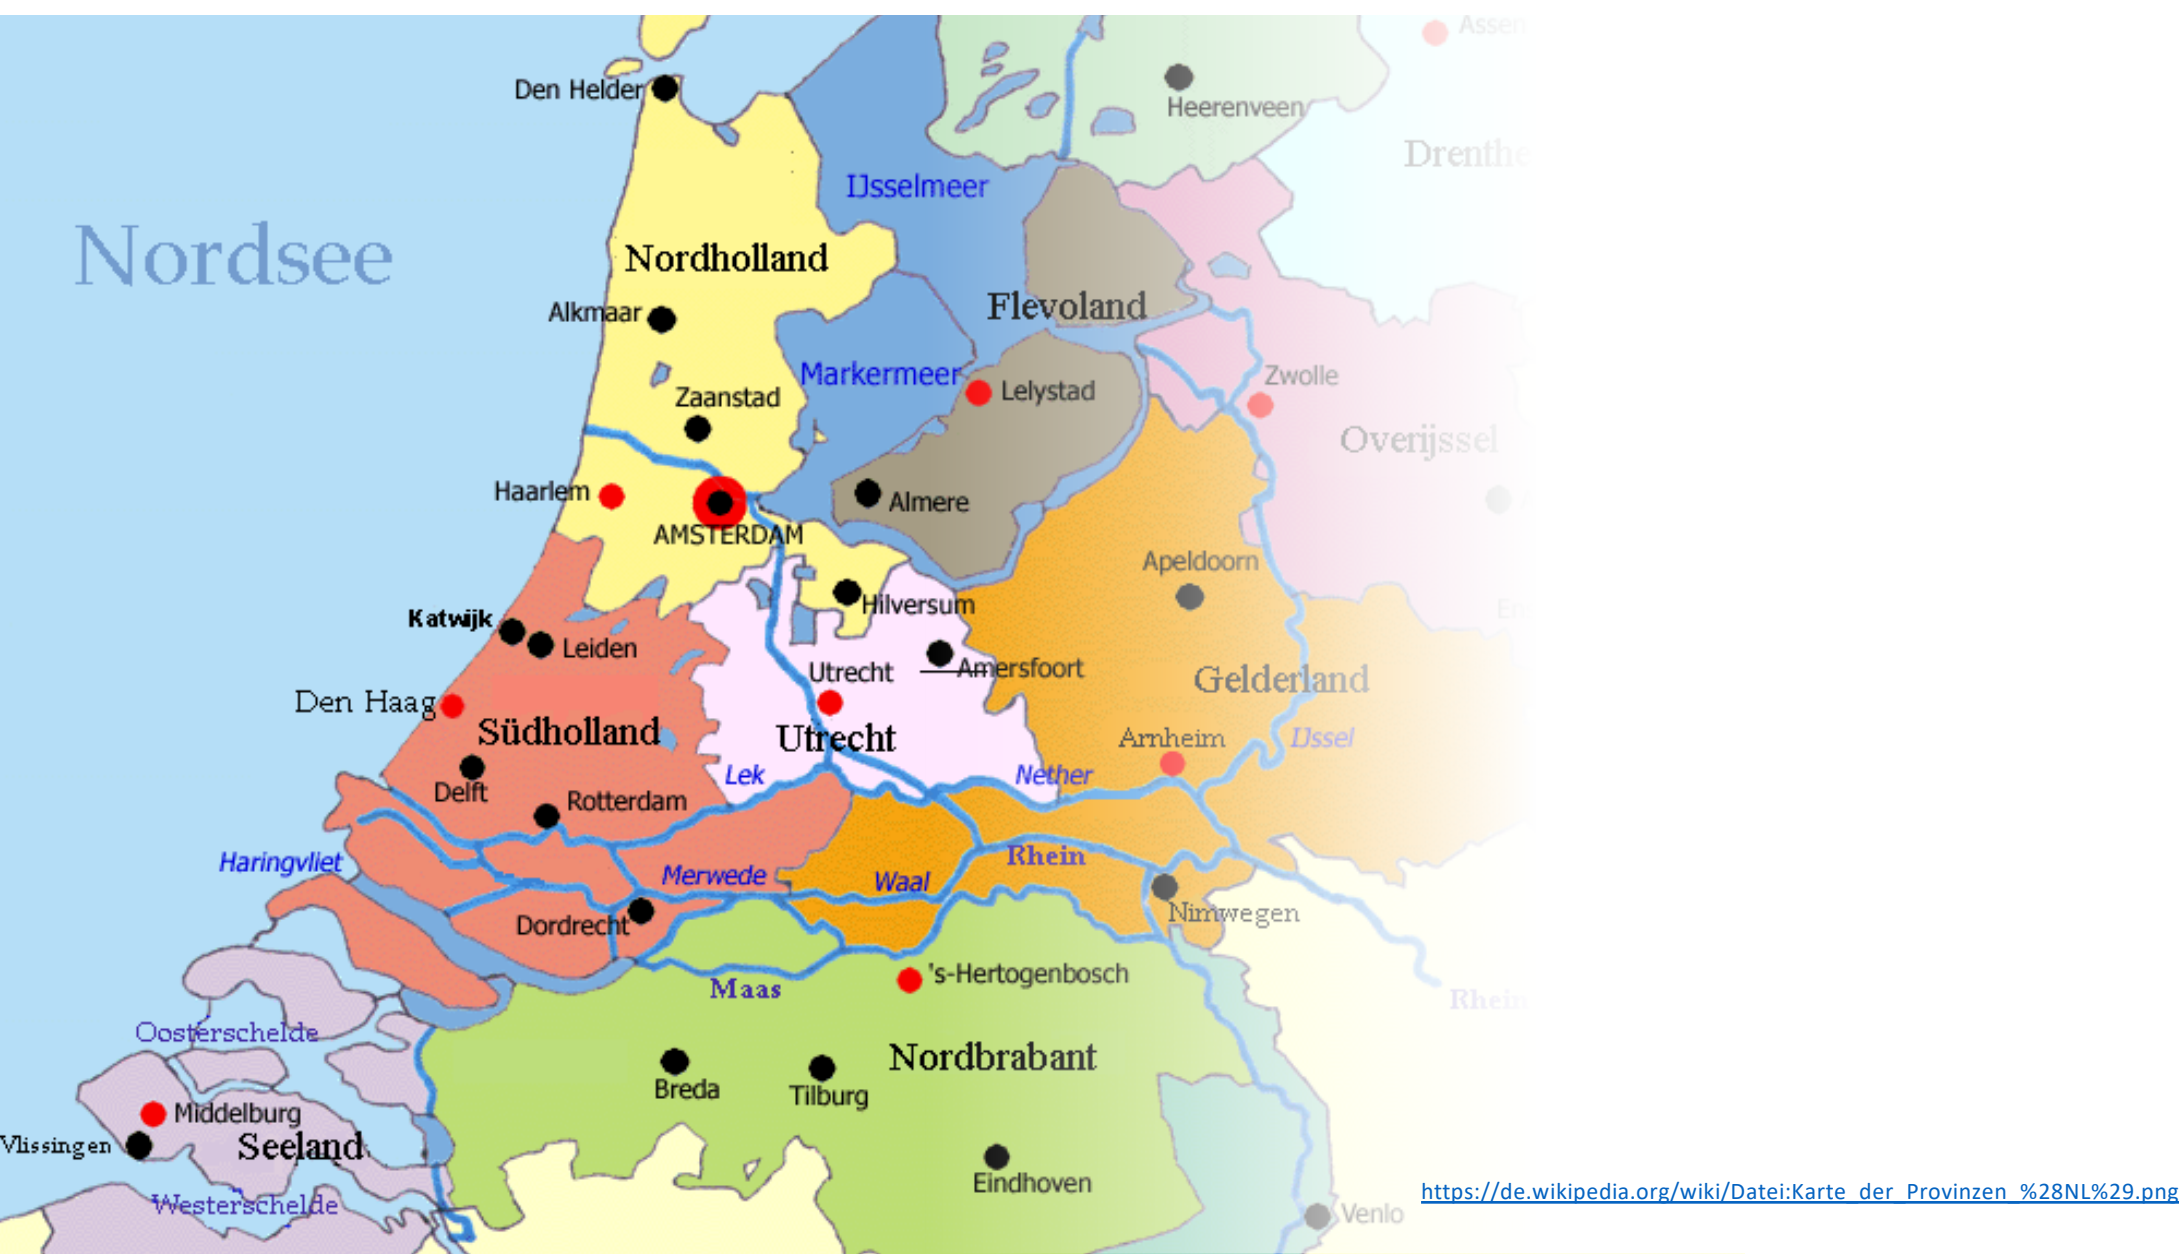 Assen
Den Helder
Heerenveen
Drenthe
IJsselmeer
Nordsee
Nordholland
Flevoland
Alkmaar
Markermeer
Zwolle
Lelystad
Zaanstad
Overijssel
Haarlem
Almere
AMSTERDAM
Apeldoorn
Hilversum
Katwijk
Leiden
Amersfoort
Utrecht
Gelderland
Den Haag
Südholland
Utrecht
Arnheim
IJssel
Lek
Nether
Delft
Rotterdam
Rhein
Haringvliet
Merwede
Waal
Nimwegen
Dordrecht
's-Hertogenbosch
Maas
Rhein
Oosterschelde
Nordbrabant
Breda
Tilburg
Middelburg
Vlissingen
Seeland
Eindhoven
https://de.wikipedia.org/wiki/Datei:Karte_der_Provinzen_%28NL%29.png
Westerschelde
Venlo